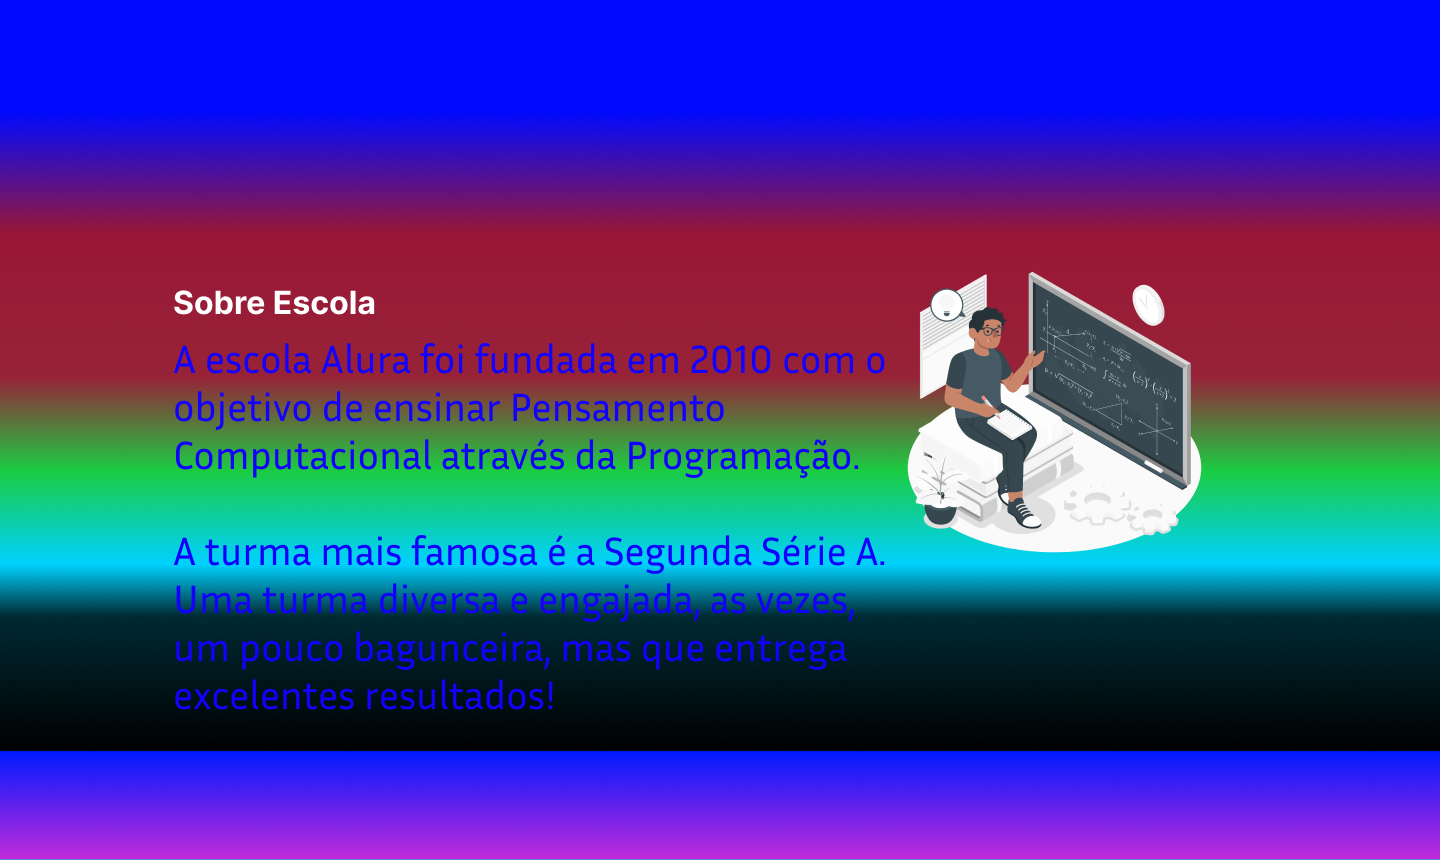 Sobre Escola
A escola Alura foi fundada em 2010 com o
objetivo de ensinar Pensamento
Computacional através da Programação.
A turma mais famosa é a Segunda Série A.
Uma turma diversa e engajada, as vezes,
um pouco bagunceira, mas que entrega
excelentes resultados!